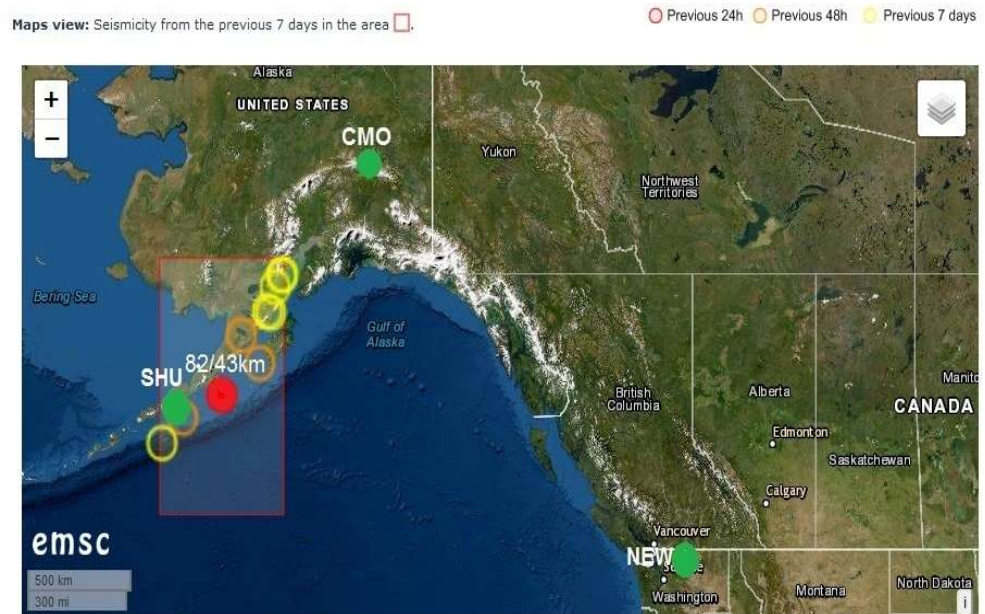 Maps view: Seismicity from the previous 7 days in the area .
Previous 24h Previous 48h Previous 7 days
+
−
Alaska
UNITED STATES
CMO
Yukon
Northwest
Territories
Bering Sea
Gulf of
Alaska
82/43km
SHU
British
Columbia
Alberta
Manito
CANADA
Edmonton
Saskatchewan
Calgary
emsc
Vancouver
NEW
Washington
Montana
North Dakota
500 km
300 mi
i